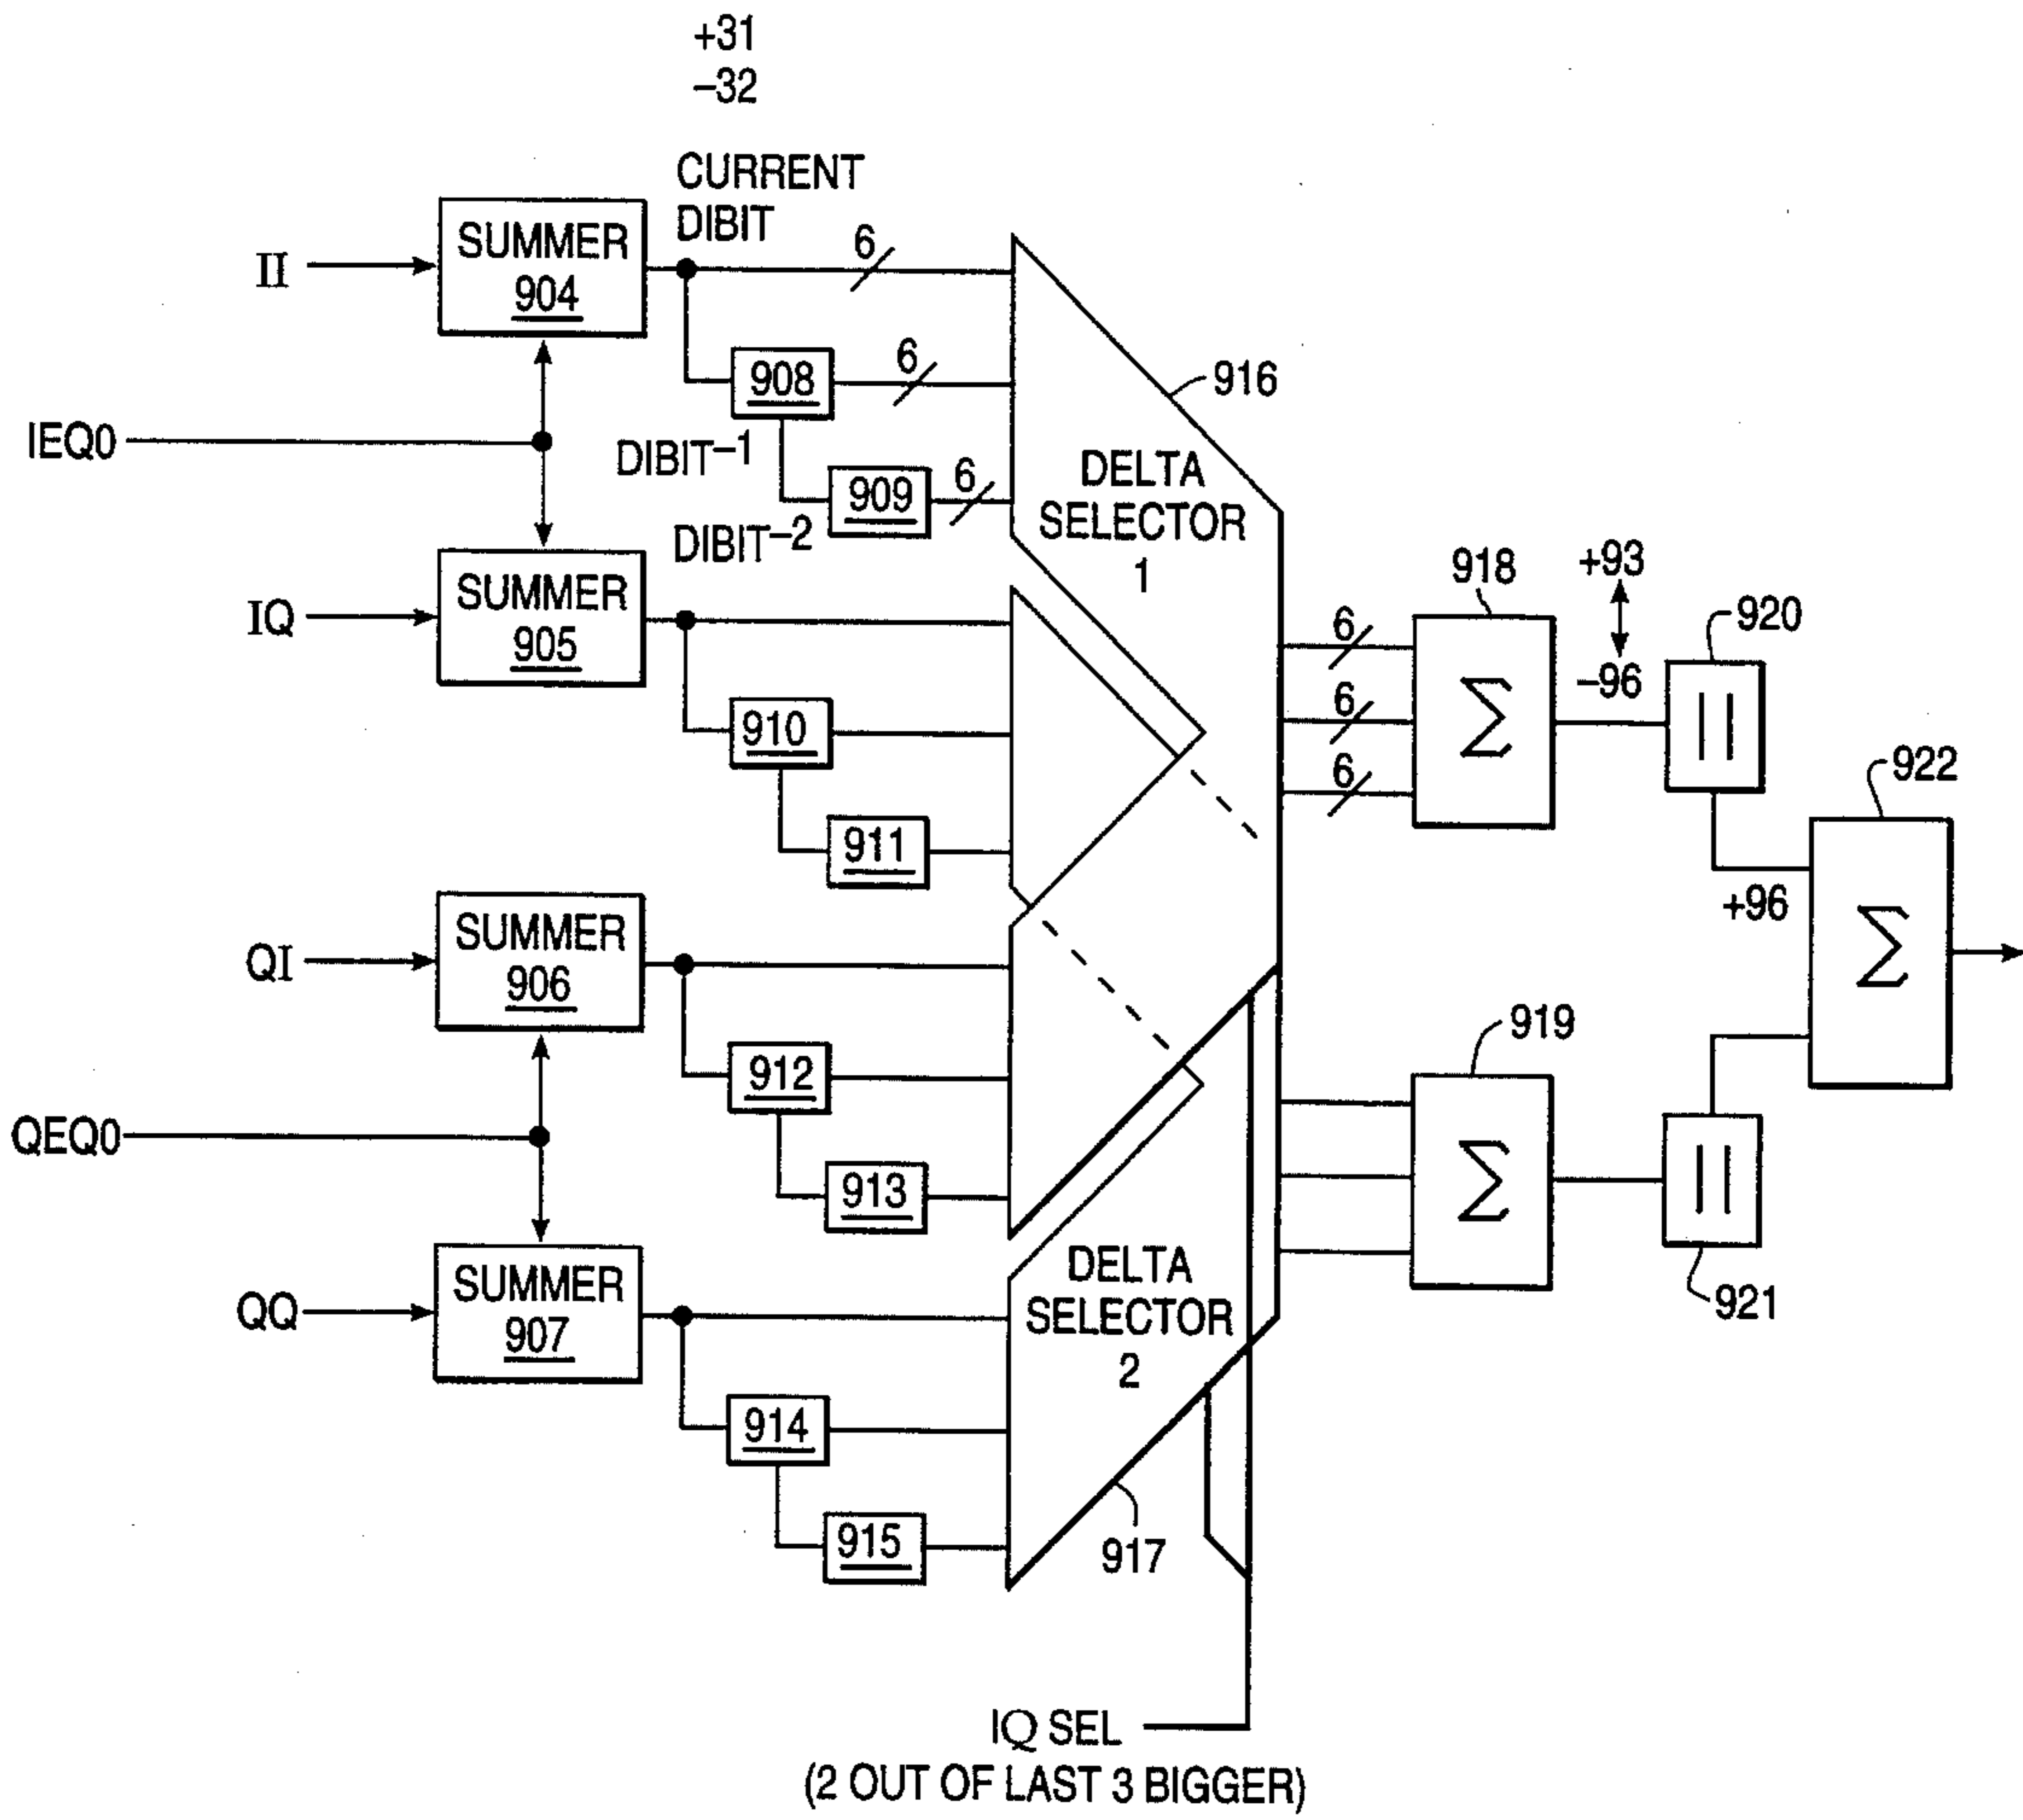 +31
-32
CURRENT
DIBIT
SUMMER
904
II
6
908
6
916
IEQ0
DIBIT-1
909
6
DELTA
SELECTOR
1
DIBIT-2
SUMMER
905
IQ
918
+93
-96
920
6
6
6
Σ
||
910
922
911
+96
Σ
SUMMER
906
QI
919
912
QEQ0
913
Σ
||
921
SUMMER
907
QQ
DELTA
SELECTOR
2
914
915
917
IQ SEL
(2 OUT OF LAST 3 BIGGER)